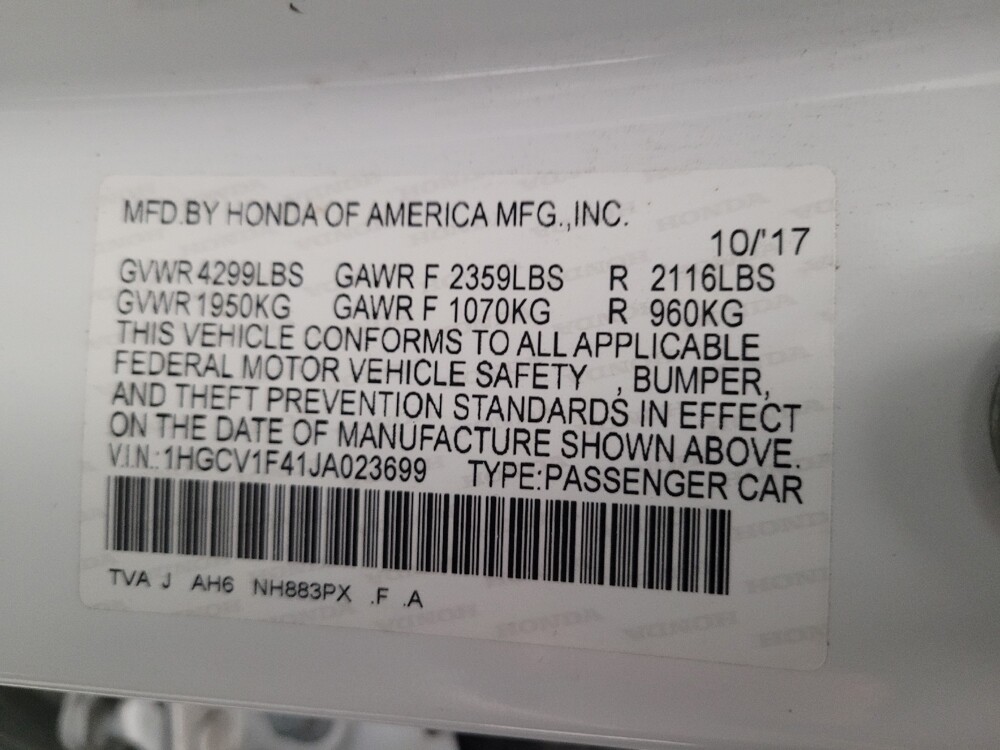 MFD.BY HONDA OF AMERICA MFG.,INC.
10/'17
GVWR 4299LBS GAWR F 2359LBS R 2116LBS
GVWR 1950KG GAWR F 1070KG R 960KG
THIS VEHICLE CONFORMS TO ALL APPLICABLE
FEDERAL MOTOR VEHICLE SAFETY , BUMPER,
AND THEFT PREVENTION STANDARDS IN EFFECT
ON THE DATE OF MANUFACTURE SHOWN ABOVE.
V.I.N.:1HGCV1F41JA023699 TYPE:PASSENGER CAR
TVA J AH6 NH883PX .F .A